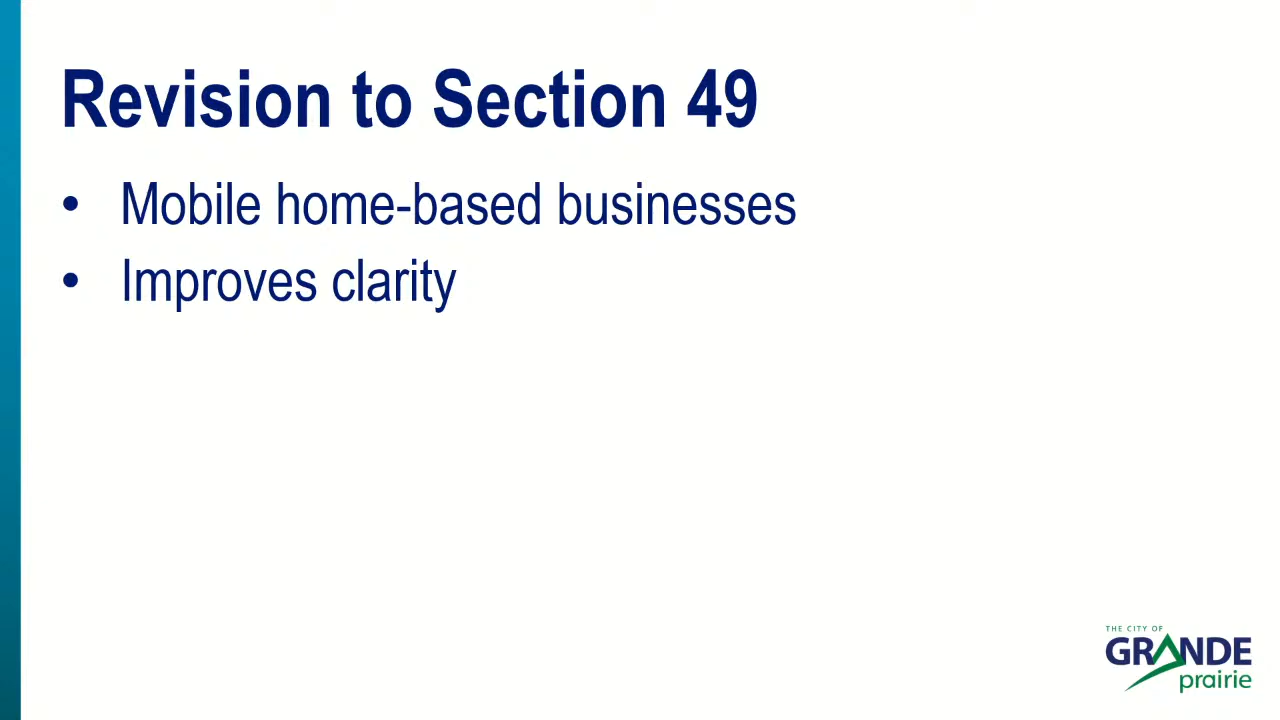 Revision to Section 49
• Mobile home-based businesses
• Improves clarity
THE CITY OF
GRANDE
prairie